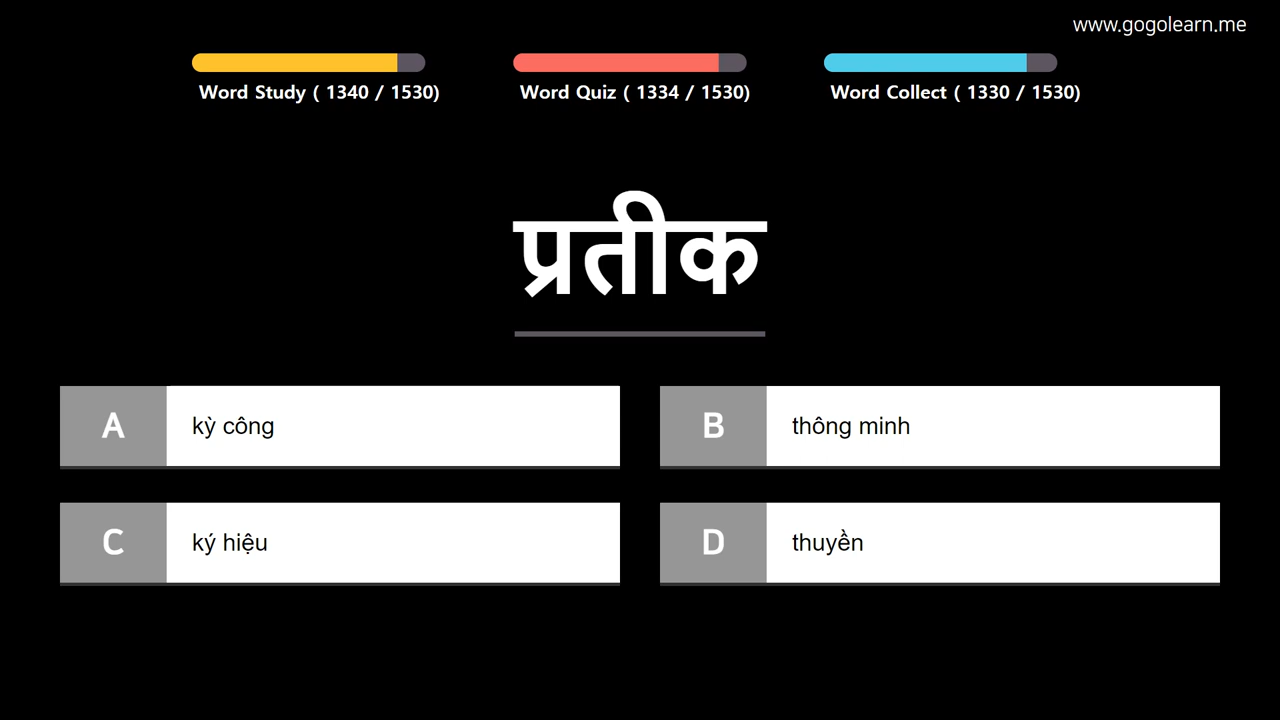 www.gogolearn.me
Word Study ( 1340 / 1530)
Word Quiz ( 1334 / 1530)
Word Collect ( 1330 / 1530)
प्रतीक
A kỳ công
B thông minh
C ký hiệu
D thuyền